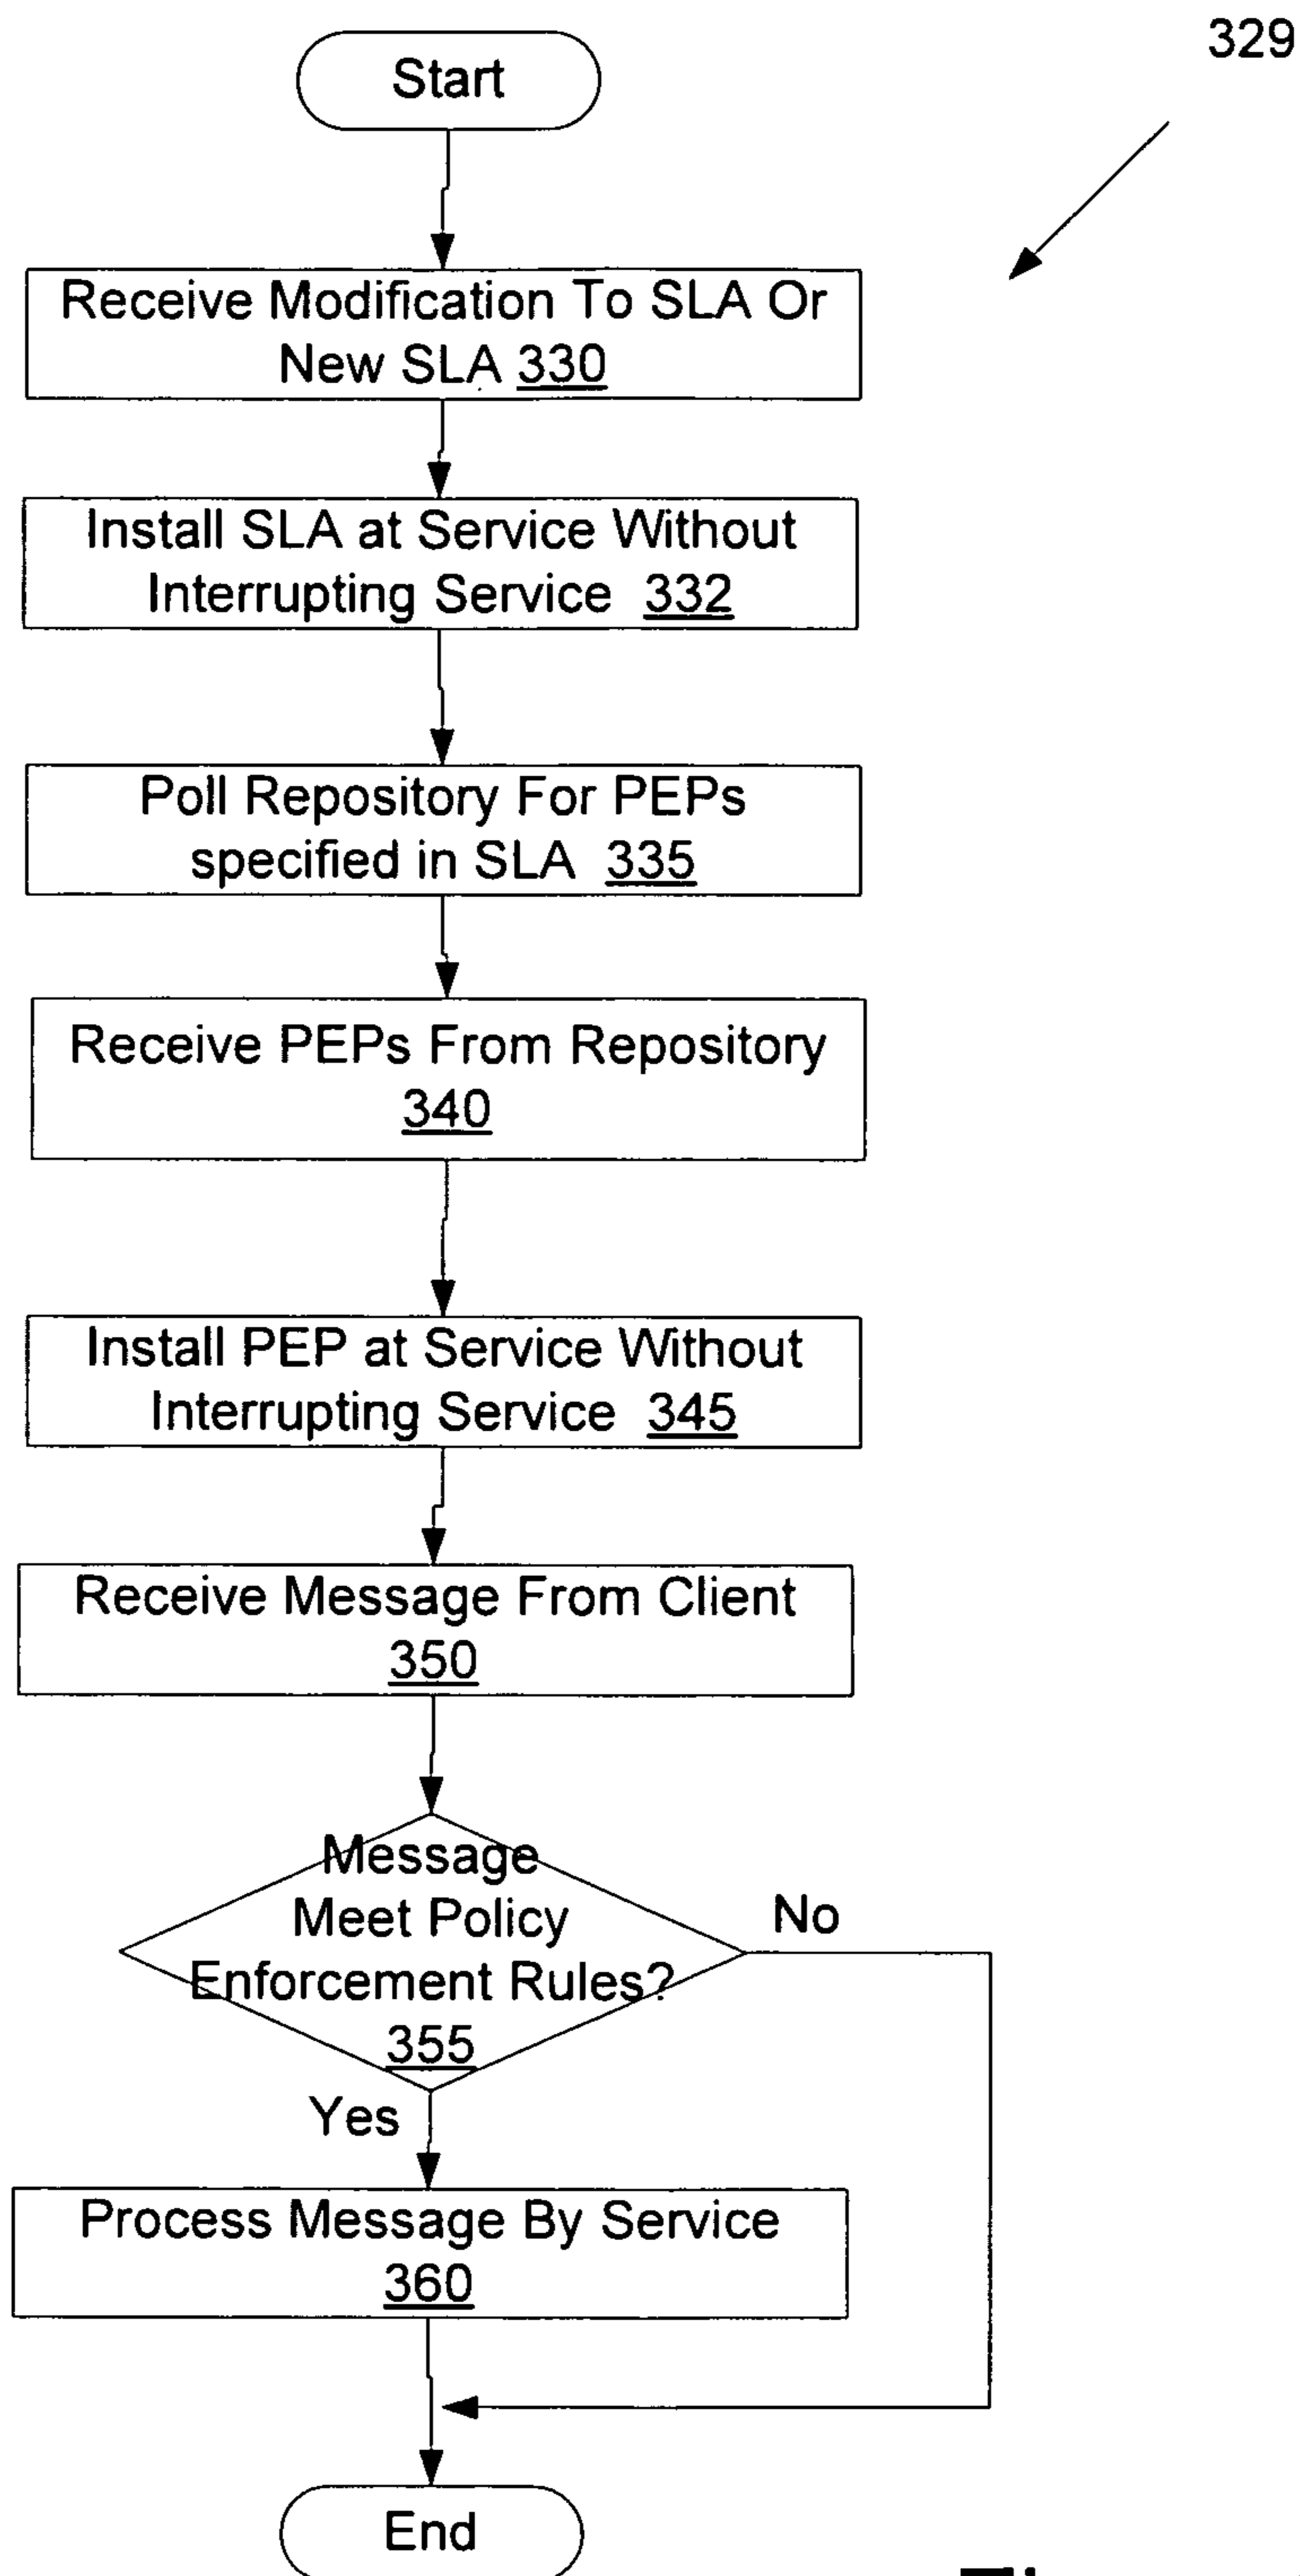 329
Start
Receive Modification To SLA Or
New SLA 330
Install SLA at Service Without
Interrupting Service 332
Poll Repository For PEPs
specified in SLA 335
Receive PEPs From Repository
340
Install PEP at Service Without
Interrupting Service 345
Receive Message From Client
350
Message
Meet Policy
Enforcement Rules?
355
No
Yes
Process Message By Service
360
End